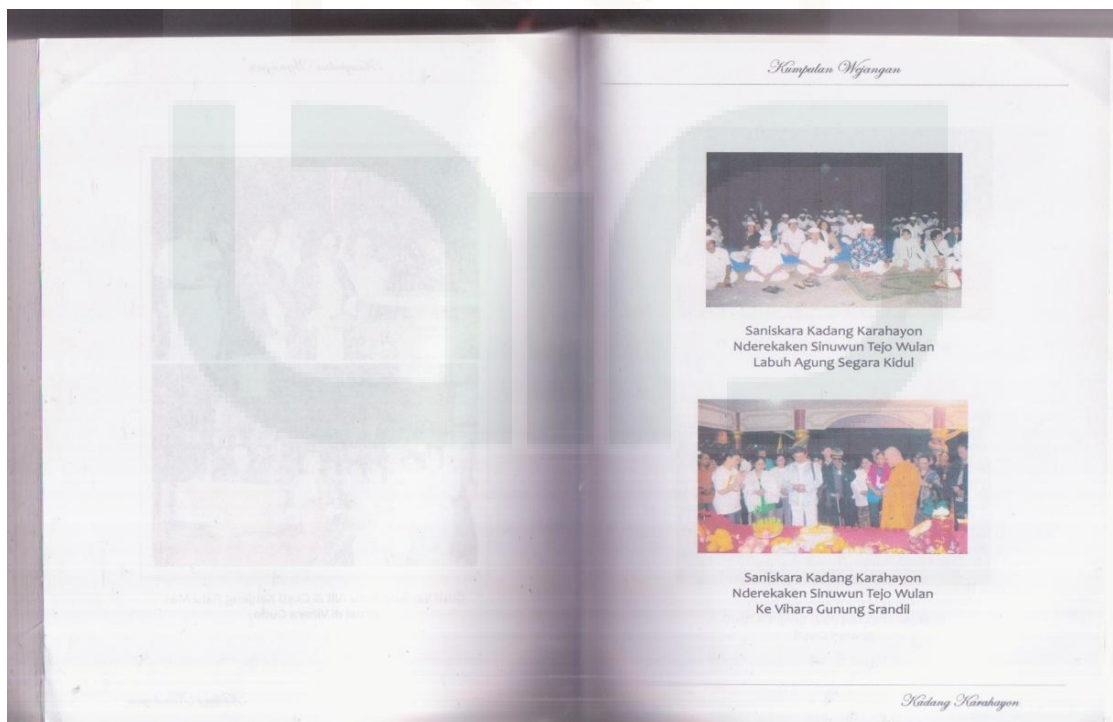 Kumpulan Wejangan
Saniskara Kadang Karahayon
Nderekaken Sinuwun Tejo Wulan
Labuh Agung Segara Kidul
Saniskara Kadang Karahayon
Nderekaken Sinuwun Tejo Wulan
Ke Vihara Gunung Srandil
Kadang Karahayon